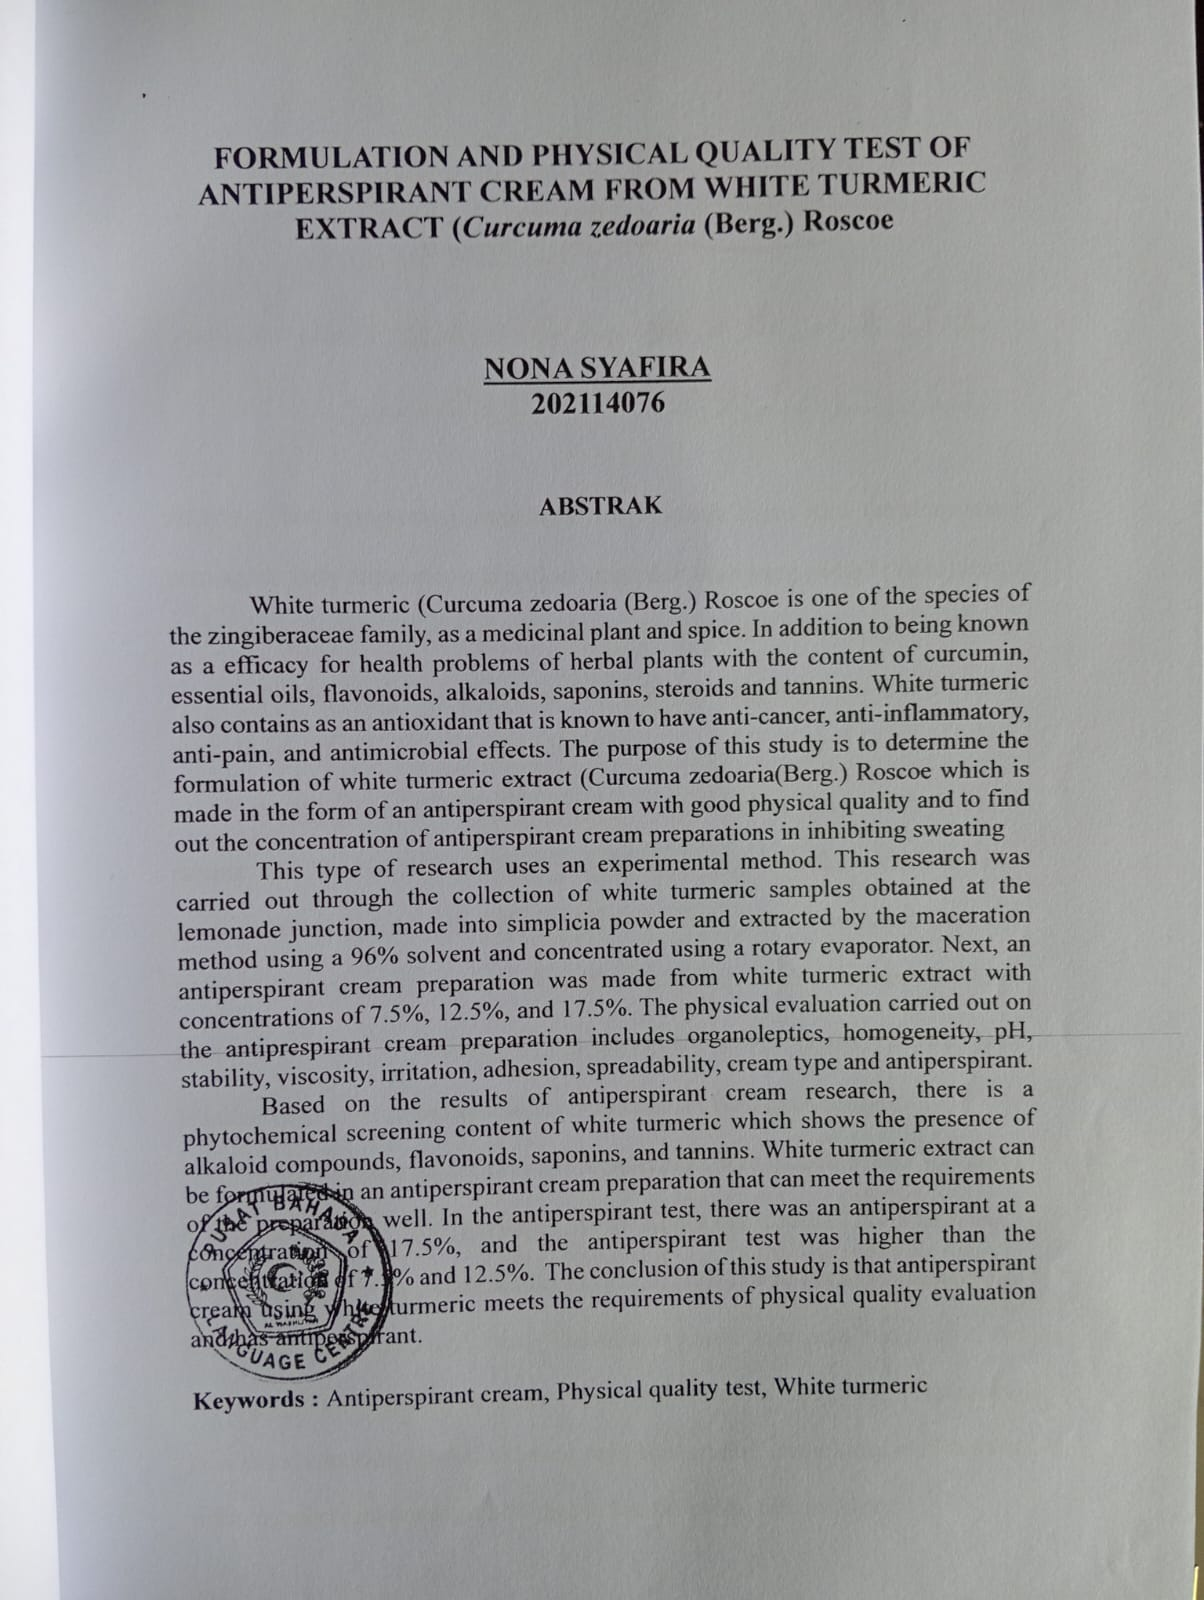 FORMULATION AND PHYSICAL QUALITY TEST OF
ANTIPERSPIRANT CREAM FROM WHITE TURMERIC
EXTRACT (Curcuma zedoaria (Berg.) Roscoe
NONA SYAFIRA
202114076
ABSTRAK
White turmeric (Curcuma zedoaria (Berg.) Roscoe is one of the species of
the zingiberaceae family, as a medicinal plant and spice. In addition to being known
as a efficacy for health problems of herbal plants with the content of curcumin,
essential oils, flavonoids, alkaloids, saponins, steroids and tannins. White turmeric
also contains as an antioxidant that is known to have anti-cancer, anti-inflammatory,
anti-pain, and antimicrobial effects. The purpose of this study is to determine the
formulation of white turmeric extract (Curcuma zedoaria(Berg.) Roscoe which is
made in the form of an antiperspirant cream with good physical quality and to find
out the concentration of antiperspirant cream preparations in inhibiting sweating
This type of research uses an experimental method. This research was
carried out through the collection of white turmeric samples obtained at the
lemonade junction, made into simplicia powder and extracted by the maceration
method using a 96% solvent and concentrated using a rotary evaporator. Next, an
antiperspirant cream preparation was made from white turmeric extract with
concentrations of 7.5%, 12.5%, and 17.5%. The physical evaluation carried out on
the antiprespirant cream preparation includes organoleptics, homogeneity, pH,
stability, viscosity, irritation, adhesion, spreadability, cream type and antiperspirant.
Based on the results of antiperspirant cream research, there is a
phytochemical screening content of white turmeric which shows the presence of
alkaloid compounds, flavonoids, saponins, and tannins. White turmeric extract can
be formulated in an antiperspirant cream preparation that can meet the requirements
of the preparation well. In the antiperspirant test, there was an antiperspirant at a
concentration of 17.5%, and the antiperspirant test was higher than the
concentration of 7.5% and 12.5%. The conclusion of this study is that antiperspirant
cream using white turmeric meets the requirements of physical quality evaluation
and has antiperspirant.
PUSAT BAHASA
LANGUAGE CENTRE
Keywords : Antiperspirant cream, Physical quality test, White turmeric